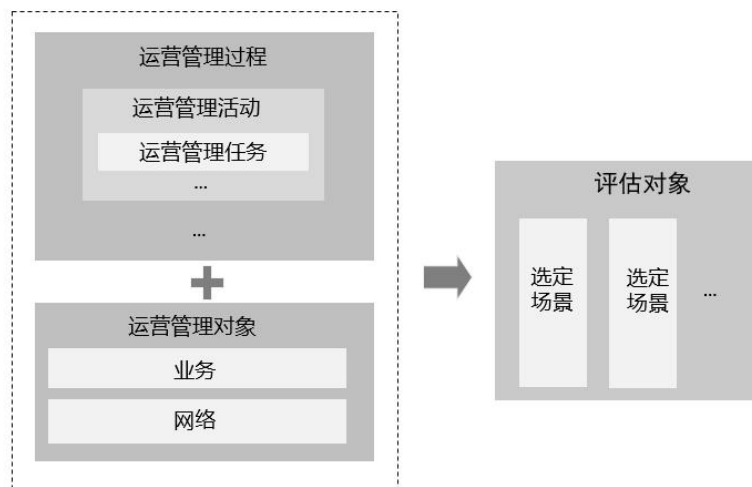 运营管理过程
运营管理活动
运营管理任务
...
...
运营管理对象
业务
网络
评估对象
选定
场景
选定
场景
...